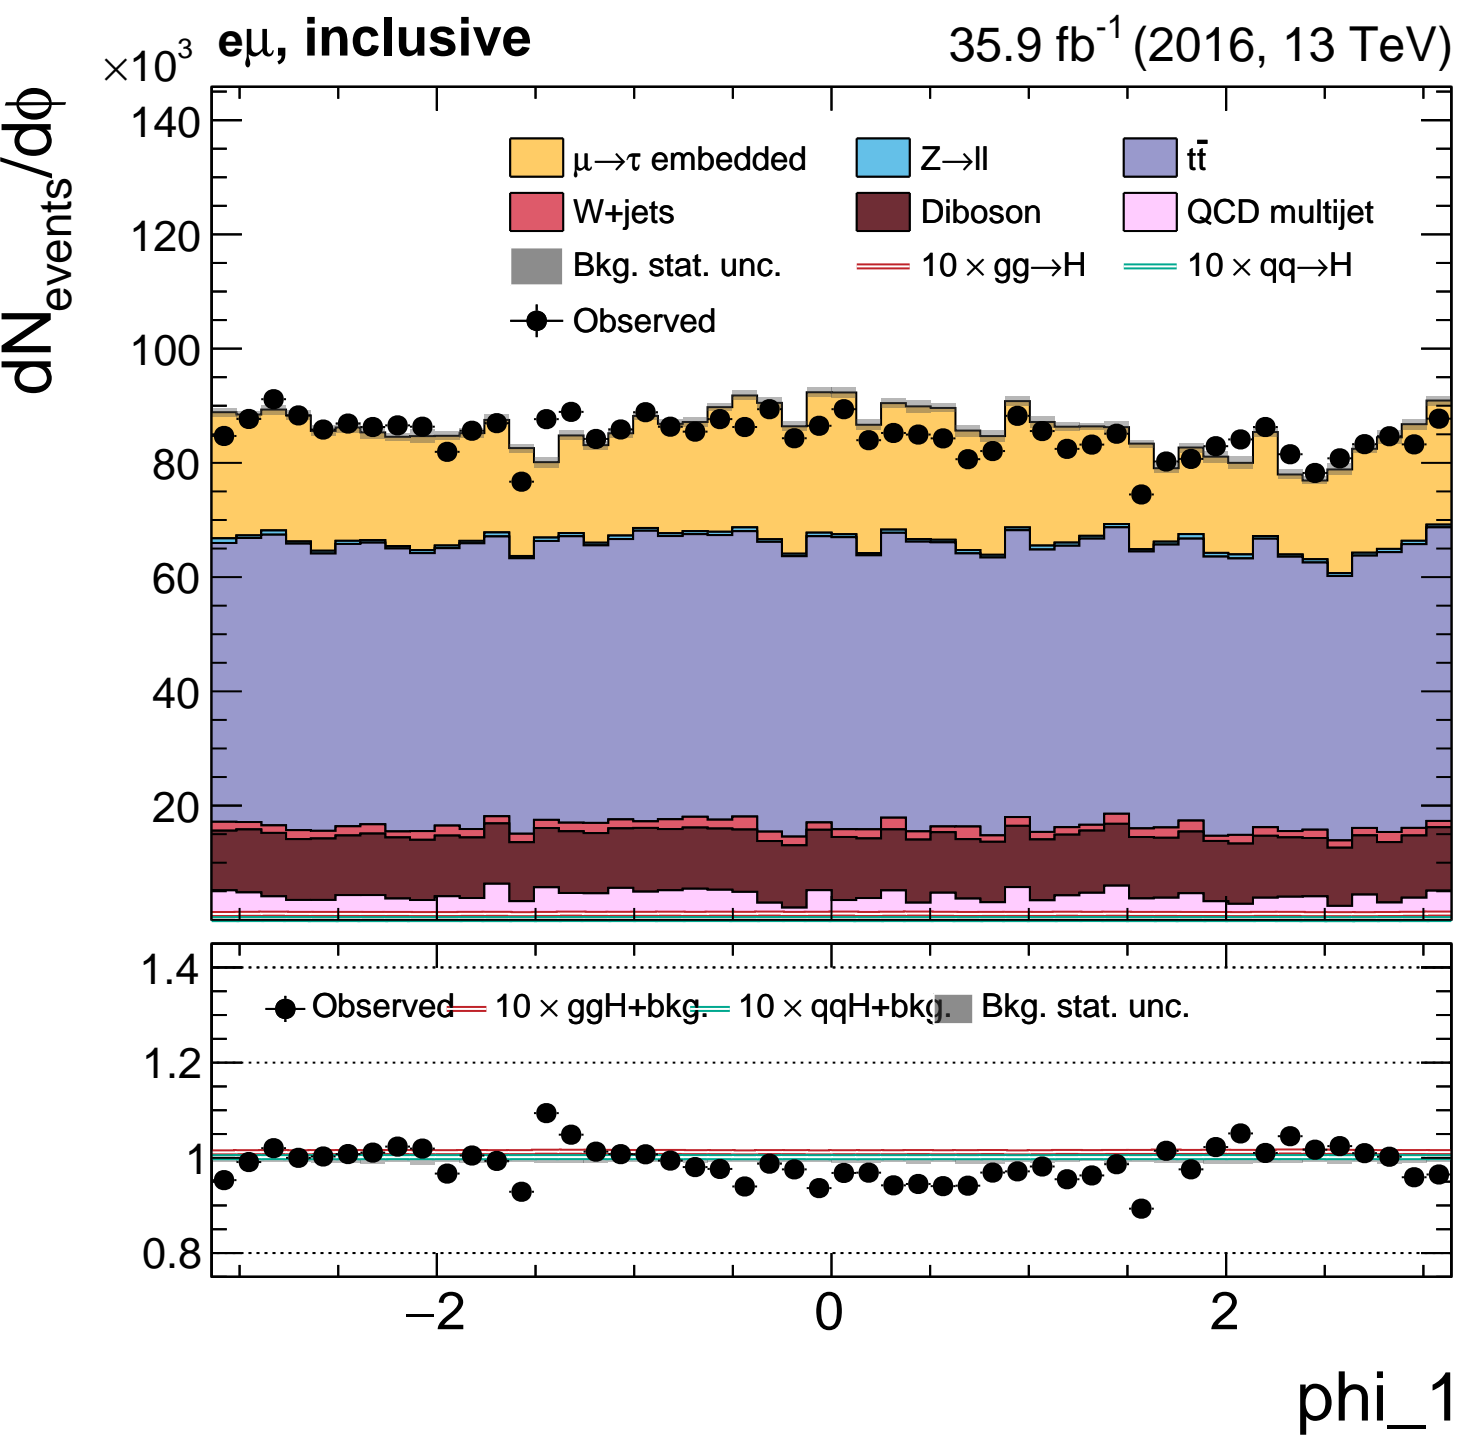 ×10³ eμ, inclusive 35.9 fb⁻¹ (2016, 13 TeV)
dN_events/dϕ
140
120
100
80
60
40
20
μ→τ embedded Z→ll tt̄
W+jets Diboson QCD multijet
Bkg. stat. unc. 10 × gg→H 10 × qq→H
Observed
1.4
1.2
1
0.8
Observed 10 × ggH+bkg. 10 × qqH+bkg. Bkg. stat. unc.
−2 0 2
phi_1